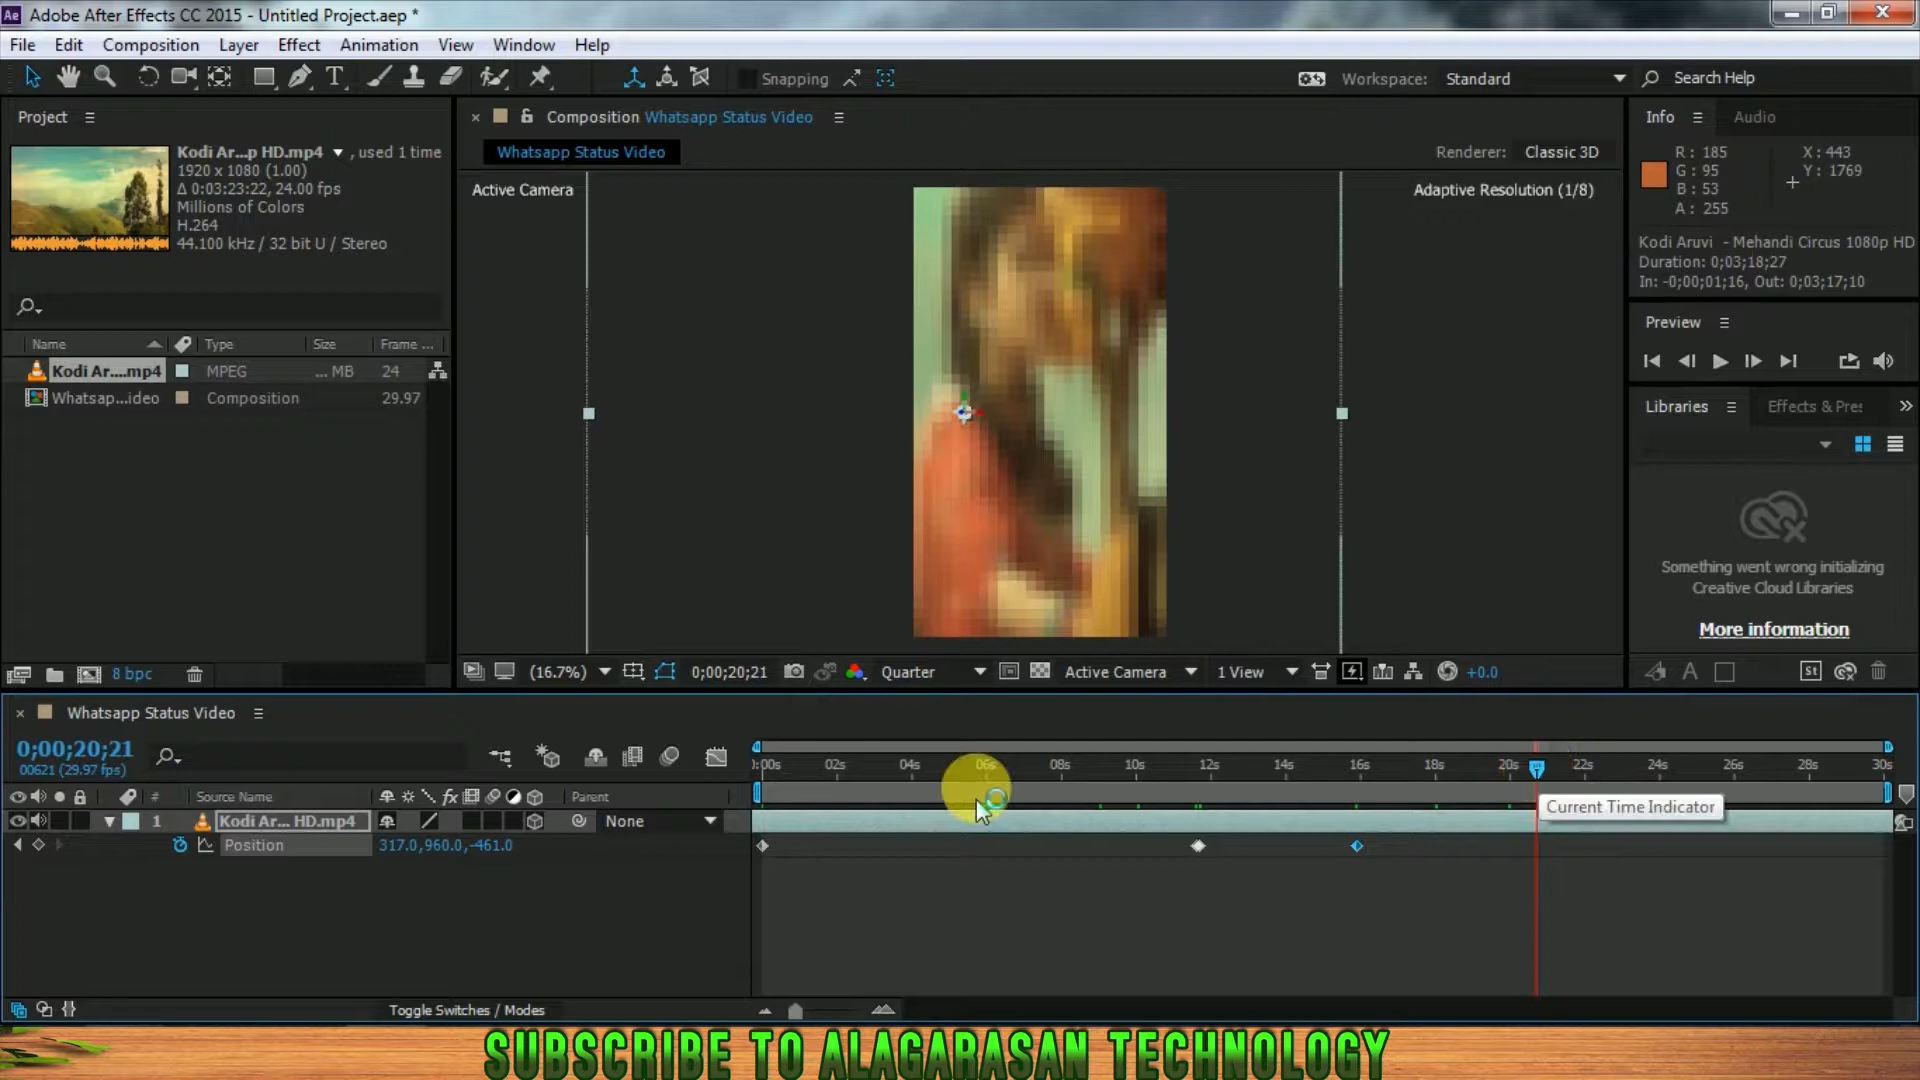 Adobe After Effects CC 2015 - Untitled Project.aep *
File Edit Composition Layer Effect Animation View Window Help
Snapping
Workspace: Standard
Search Help
Project
Kodi Ar...p HD.mp4 , used 1 time
1920 x 1080 (1.00)
Δ 0:03:23:22, 24.00 fps
Millions of Colors
H.264
44.100 kHz / 32 bit U / Stereo
Name Type Size Frame ...
Kodi Ar....mp4 MPEG ... MB 24
Whatsap...ideo Composition 29.97
8 bpc
Composition Whatsapp Status Video
Whatsapp Status Video
Renderer: Classic 3D
Active Camera
Adaptive Resolution (1/8)
(16.7%) 0;00;20;21 Quarter Active Camera 1 View +0.0
Info Audio
R: 185 X: 443
G: 95 Y: 1769
B: 53
A: 255
Kodi Aruvi - Mehandi Circus 1080p HD
Duration: 0;03;18;27
In: -0;00;01;16, Out: 0;03;17;10
Preview
Libraries Effects & Pres
Something went wrong initializing
Creative Cloud Libraries
More information
St
Whatsapp Status Video
0;00;20;21
00621 (29.97 fps)
:00s 02s 04s 06s 08s 10s 12s 14s 16s 18s 20s 22s 24s 26s 28s 30s
# Source Name fx Parent
1 Kodi Ar... HD.mp4 None
Current Time Indicator
Position 317.0,960.0,-461.0
Toggle Switches / Modes
SUBSCRIBE TO ALAGARASAN TECHNOLOGY